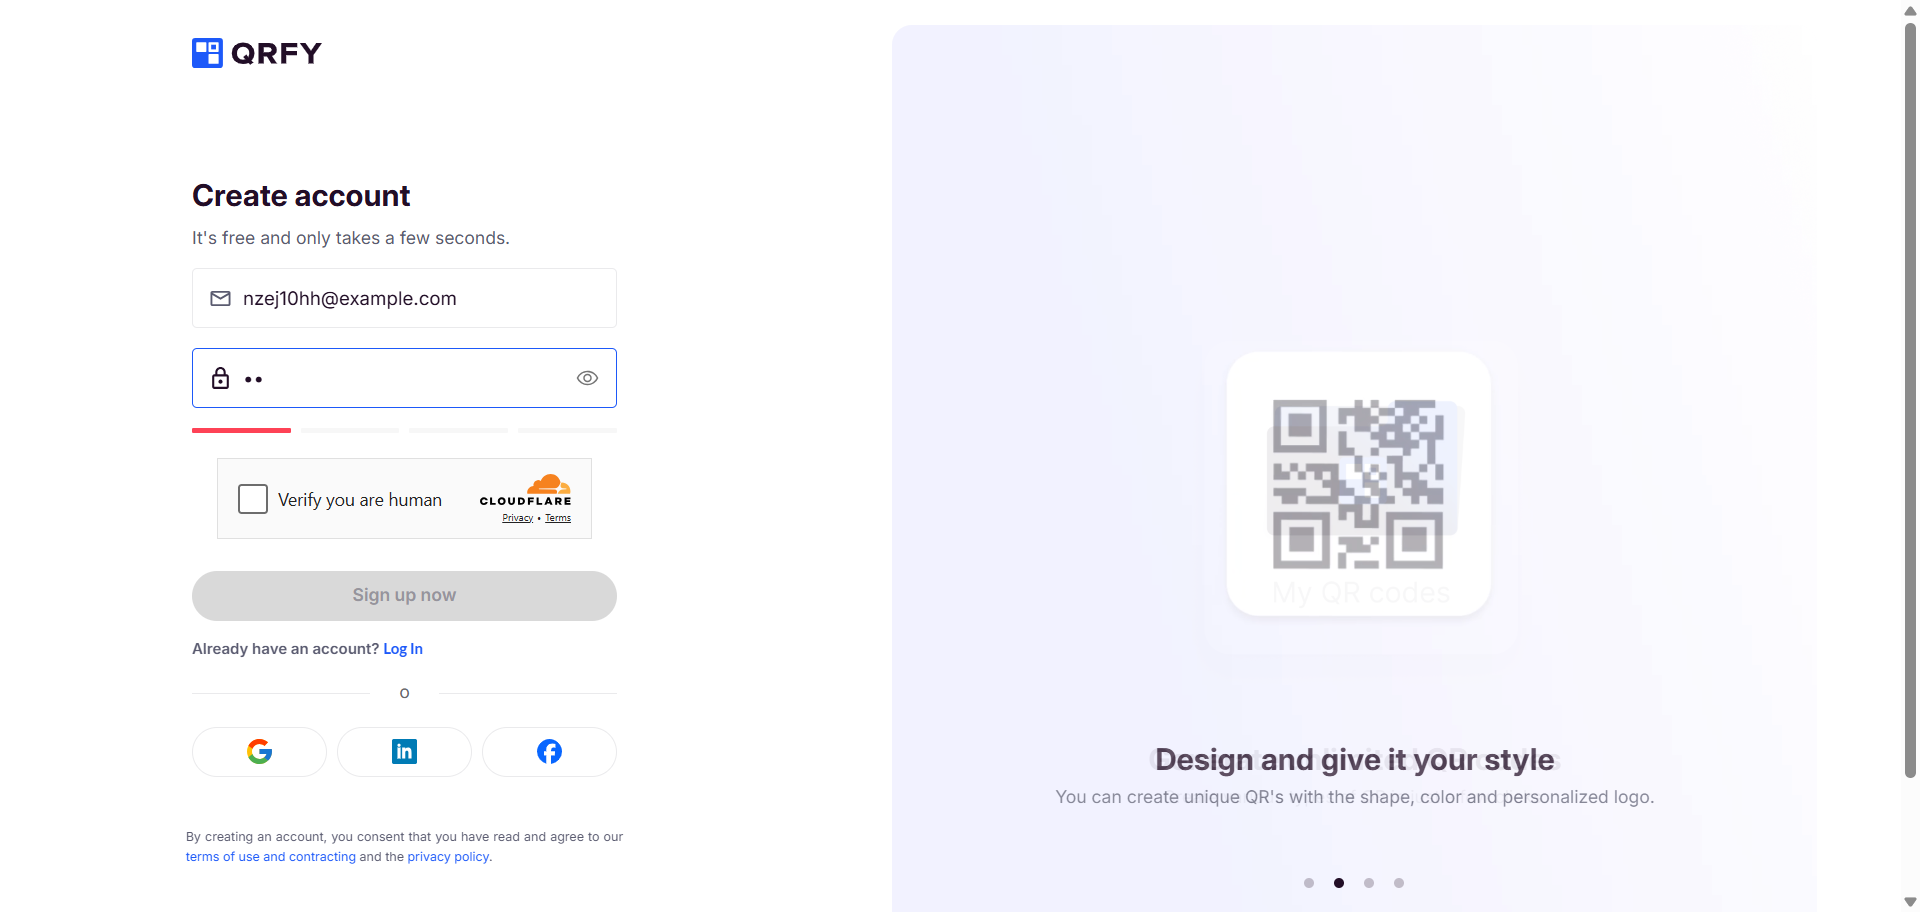 QRFY
Create account
It's free and only takes a few seconds.
nzej10hh@example.com
Verify you are human
CLOUDFLARE
Privacy • Terms
Sign up now
Already have an account? Log In
O
By creating an account, you consent that you have read and agree to our
terms of use and contracting and the privacy policy.
My QR codes
Design and give it your style
You can create unique QR's with the shape, color and personalized logo.